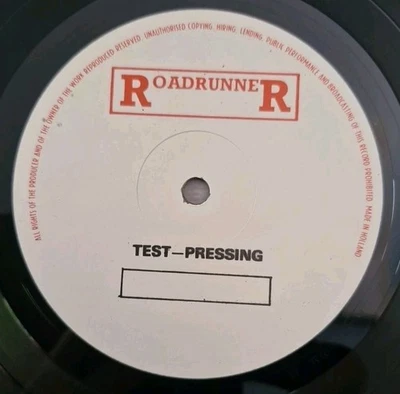 ALL RIGHTS OF THE PRODUCER AND OF THE OWNER OF THE WORK REPRODUCED RESERVED. UNAUTHORISED COPYING, HIRING, LENDING, PUBLIC PERFORMANCE AND BROADCASTING OF THIS RECORD PROHIBITED. MADE IN HOLLAND
ROADRUNNER
TEST—PRESSING